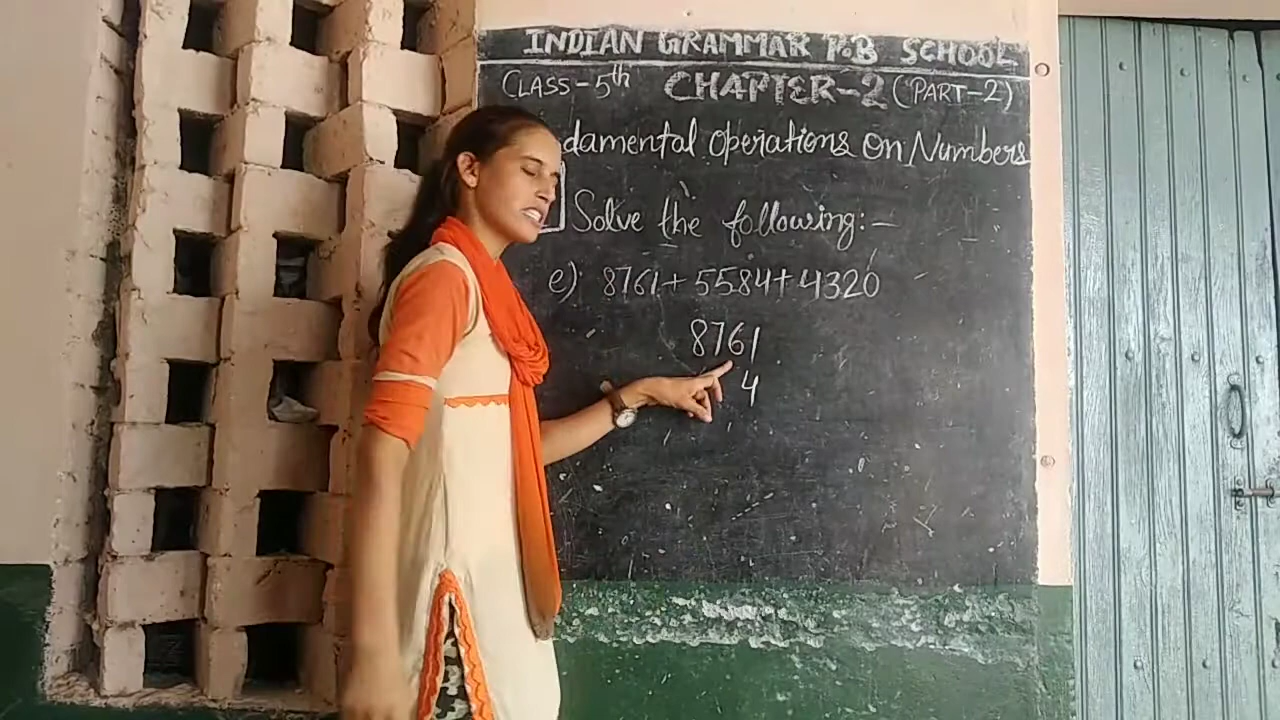 INDIAN GRAMMAR P.B SCHOOL
CLASS-5th CHAPTER-2 (PART-2)
damental Operations on Numbers
Solve the following:-
e) 8761+ 5584+ 4320
8761
4